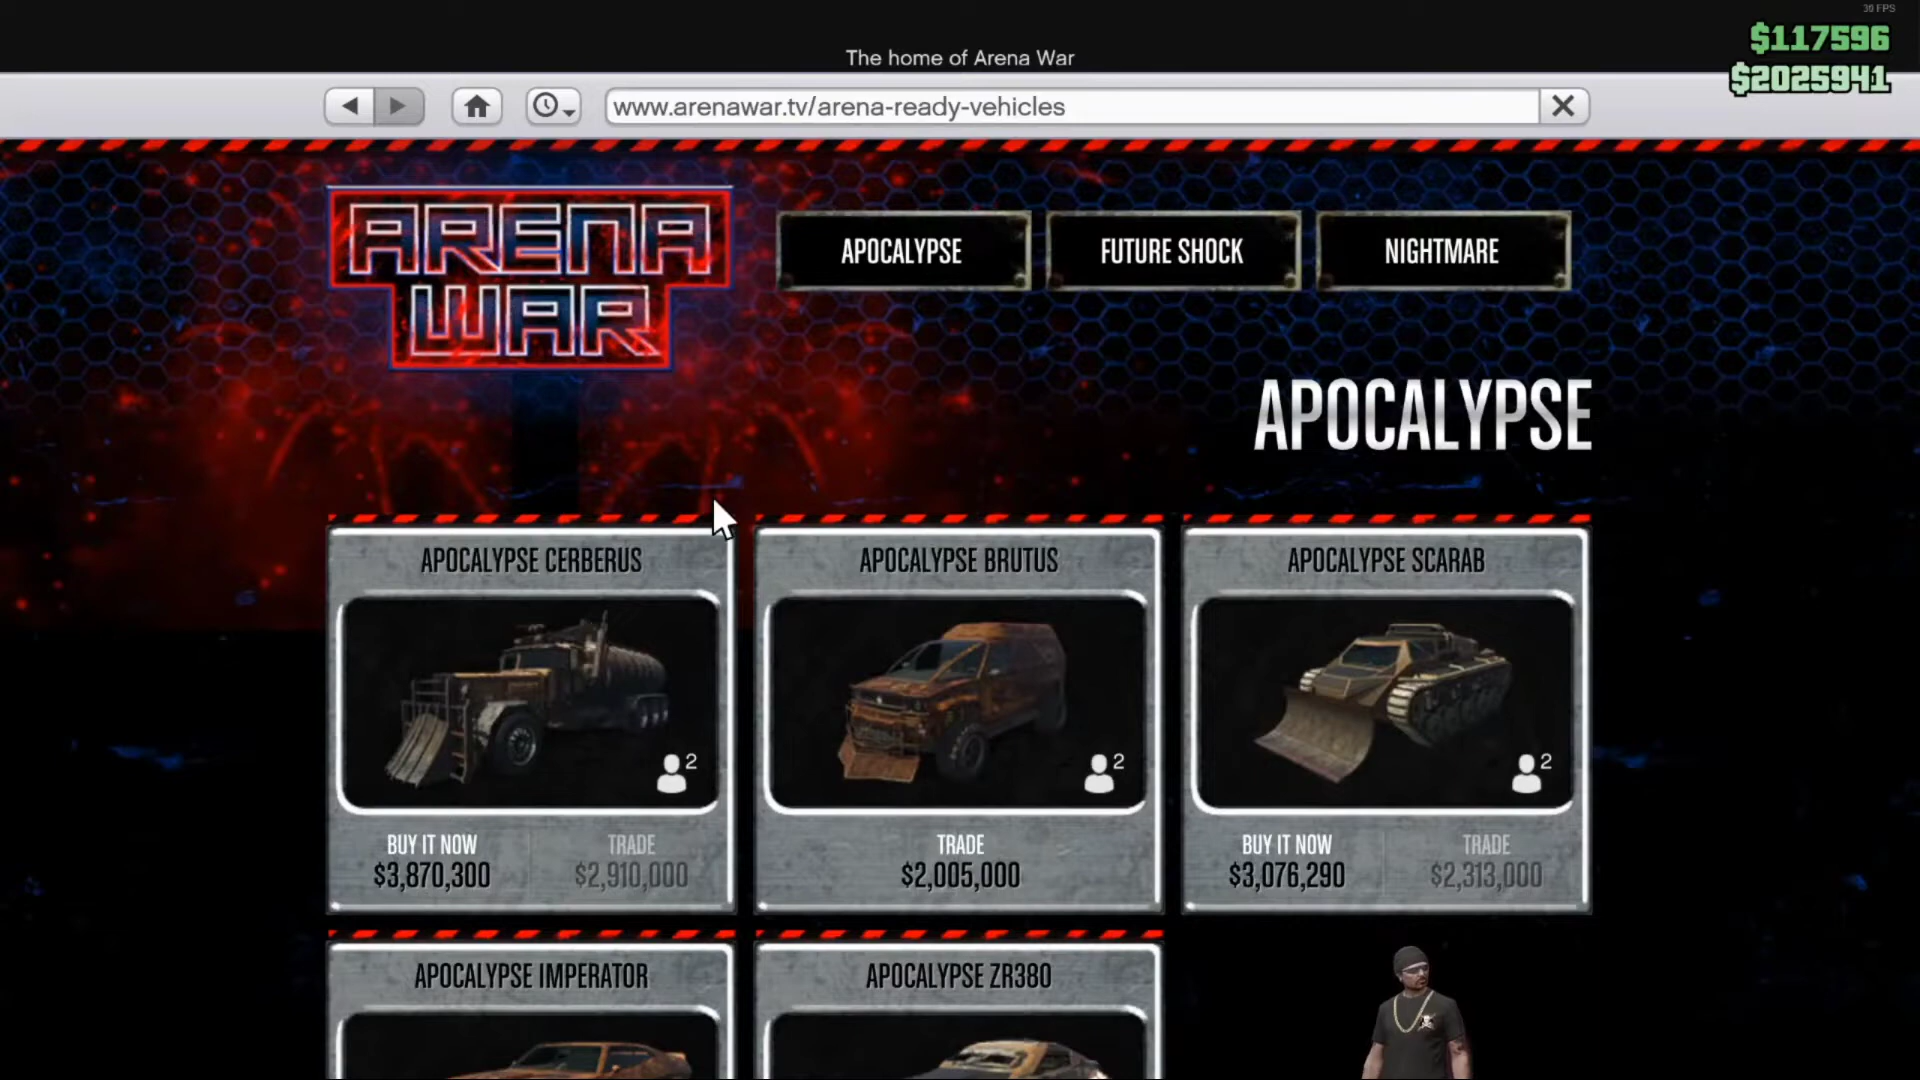 30 FPS
$117596
$2025941
The home of Arena War
www.arenawar.tv/arena-ready-vehicles
ARENA
WAR
APOCALYPSE
FUTURE SHOCK
NIGHTMARE
APOCALYPSE
APOCALYPSE CERBERUS
2
BUY IT NOW
$3,870,300
TRADE
$2,910,000
APOCALYPSE BRUTUS
2
TRADE
$2,005,000
APOCALYPSE SCARAB
2
BUY IT NOW
$3,076,290
TRADE
$2,313,000
APOCALYPSE IMPERATOR
APOCALYPSE ZR380